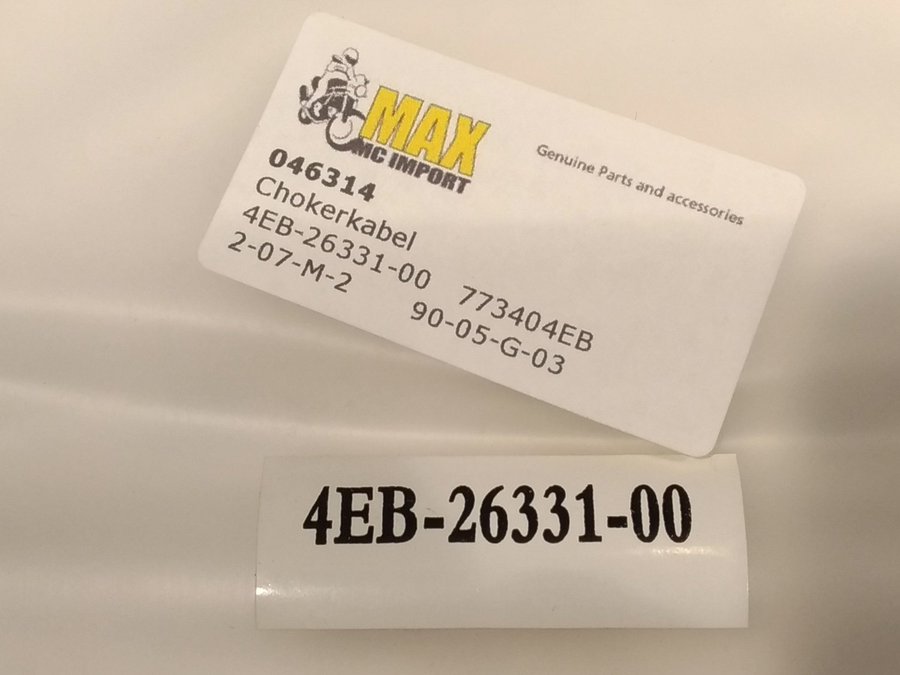 MAX
MC IMPORT
Genuine Parts and accessories
046314
Chokerkabel
4EB-26331-00 773404EB
2-07-M-2 90-05-G-03
4EB-26331-00